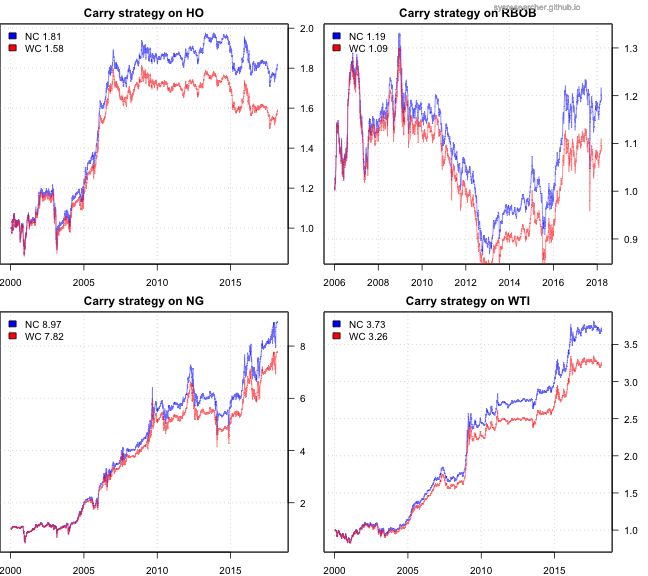 sysresearcher.github.io
Carry strategy on HO
NC 1.81
WC 1.58
2.0
1.8
1.6
1.4
1.2
1.0
2000 2005 2010 2015
Carry strategy on RBOB
NC 1.19
WC 1.09
1.3
1.2
1.1
1.0
0.9
2006 2008 2010 2012 2014 2016 2018
Carry strategy on NG
NC 8.97
WC 7.82
8
6
4
2
2000 2005 2010 2015
Carry strategy on WTI
NC 3.73
WC 3.26
3.5
3.0
2.5
2.0
1.5
1.0
2000 2005 2010 2015